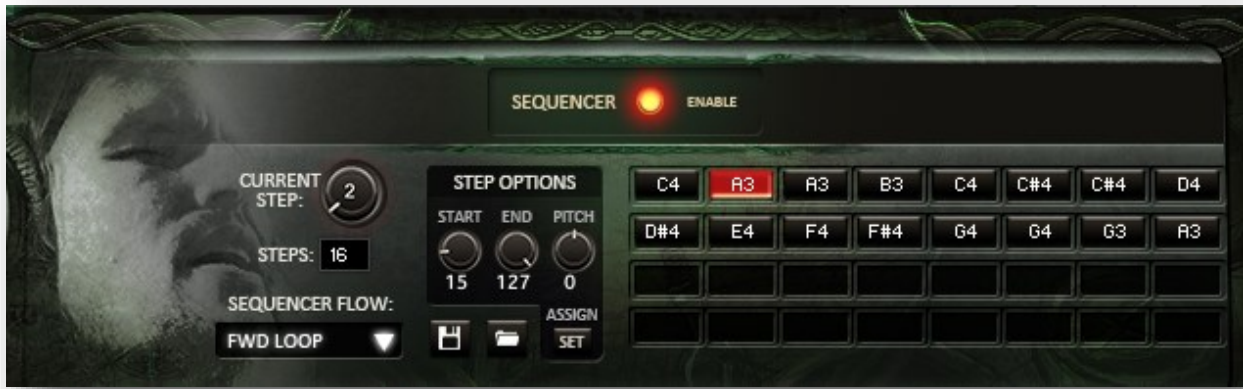 SEQUENCER ENABLE
CURRENT STEP: 2
STEPS: 16
SEQUENCER FLOW:
FWD LOOP
STEP OPTIONS
START END PITCH
15 127 0
ASSIGN
SET
C4 A3 A3 B3 C4 C#4 C#4 D4
D#4 E4 F4 F#4 G4 G4 G3 A3